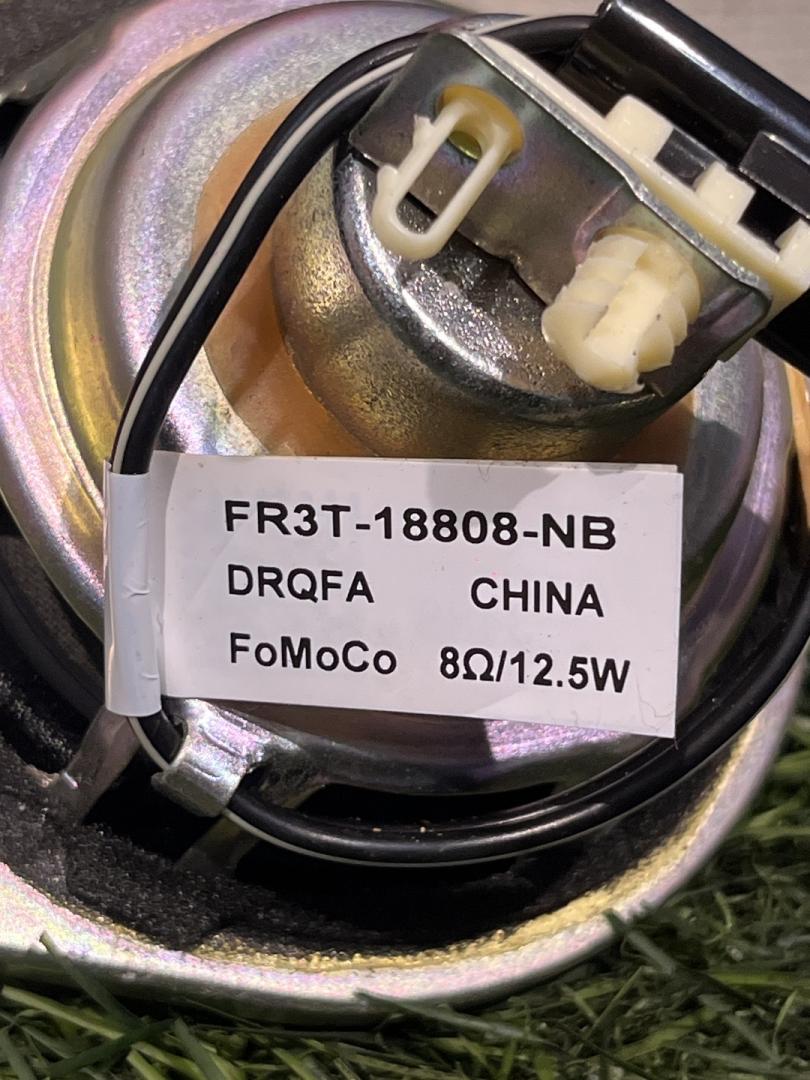 FR3T-18808-NB
DRQFA CHINA
FoMoCo 8Ω/12.5W